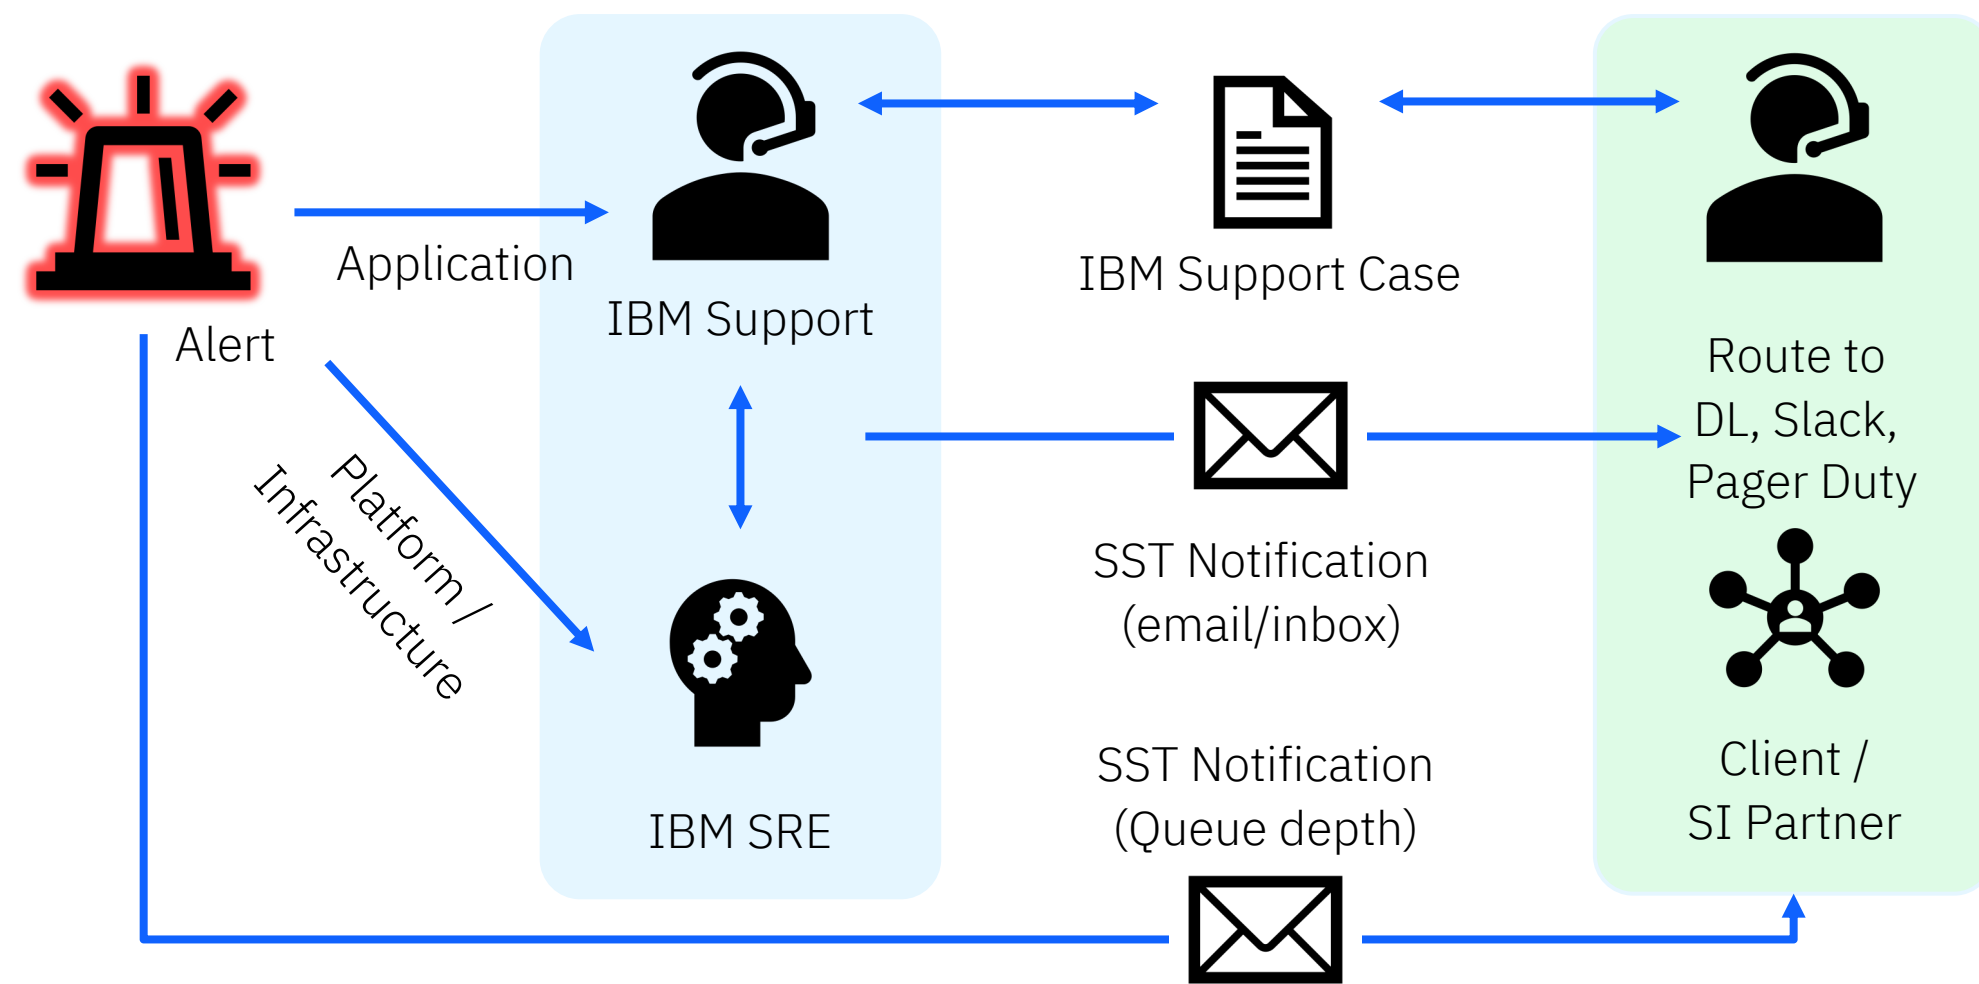 Alert
Application
Platform /
Infrastructure
IBM Support
IBM SRE
IBM Support Case
SST Notification
(email/inbox)
SST Notification
(Queue depth)
Route to
DL, Slack,
Pager Duty
Client /
SI Partner